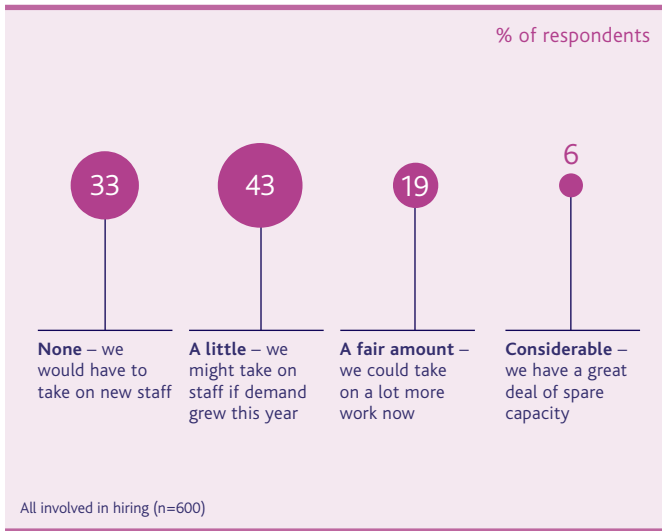 % of respondents
33
43
19
6
None – we
would have to
take on new staff
A little – we
might take on
staff if demand
grew this year
A fair amount –
we could take
on a lot more
work now
Considerable –
we have a great
deal of spare
capacity
All involved in hiring (n=600)